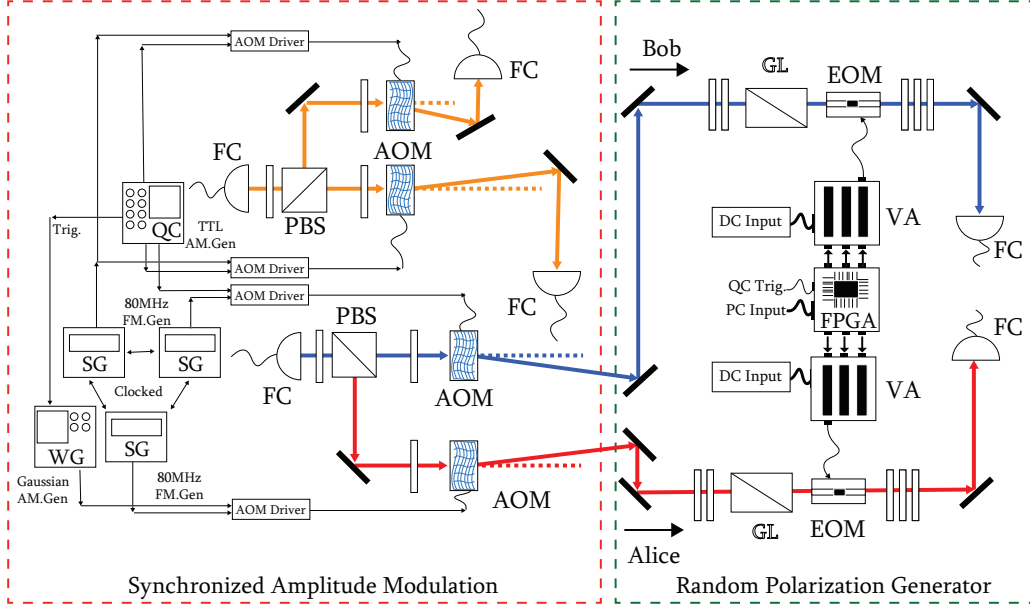 AOM Driver
FC
AOM
FC
PBS
QC
TTL
AM.Gen
Trig.
AOM Driver
80MHz
FM.Gen
AOM Driver
FC
SG
SG
Clocked
PBS
FC
AOM
SG
WG
Gaussian
AM.Gen
80MHz
FM.Gen
AOM Driver
AOM
Synchronized Amplitude Modulation
Bob
GL
EOM
DC Input
VA
FC
QC Trig.
PC Input
FPGA
FC
DC Input
VA
GL
EOM
Alice
Random Polarization Generator